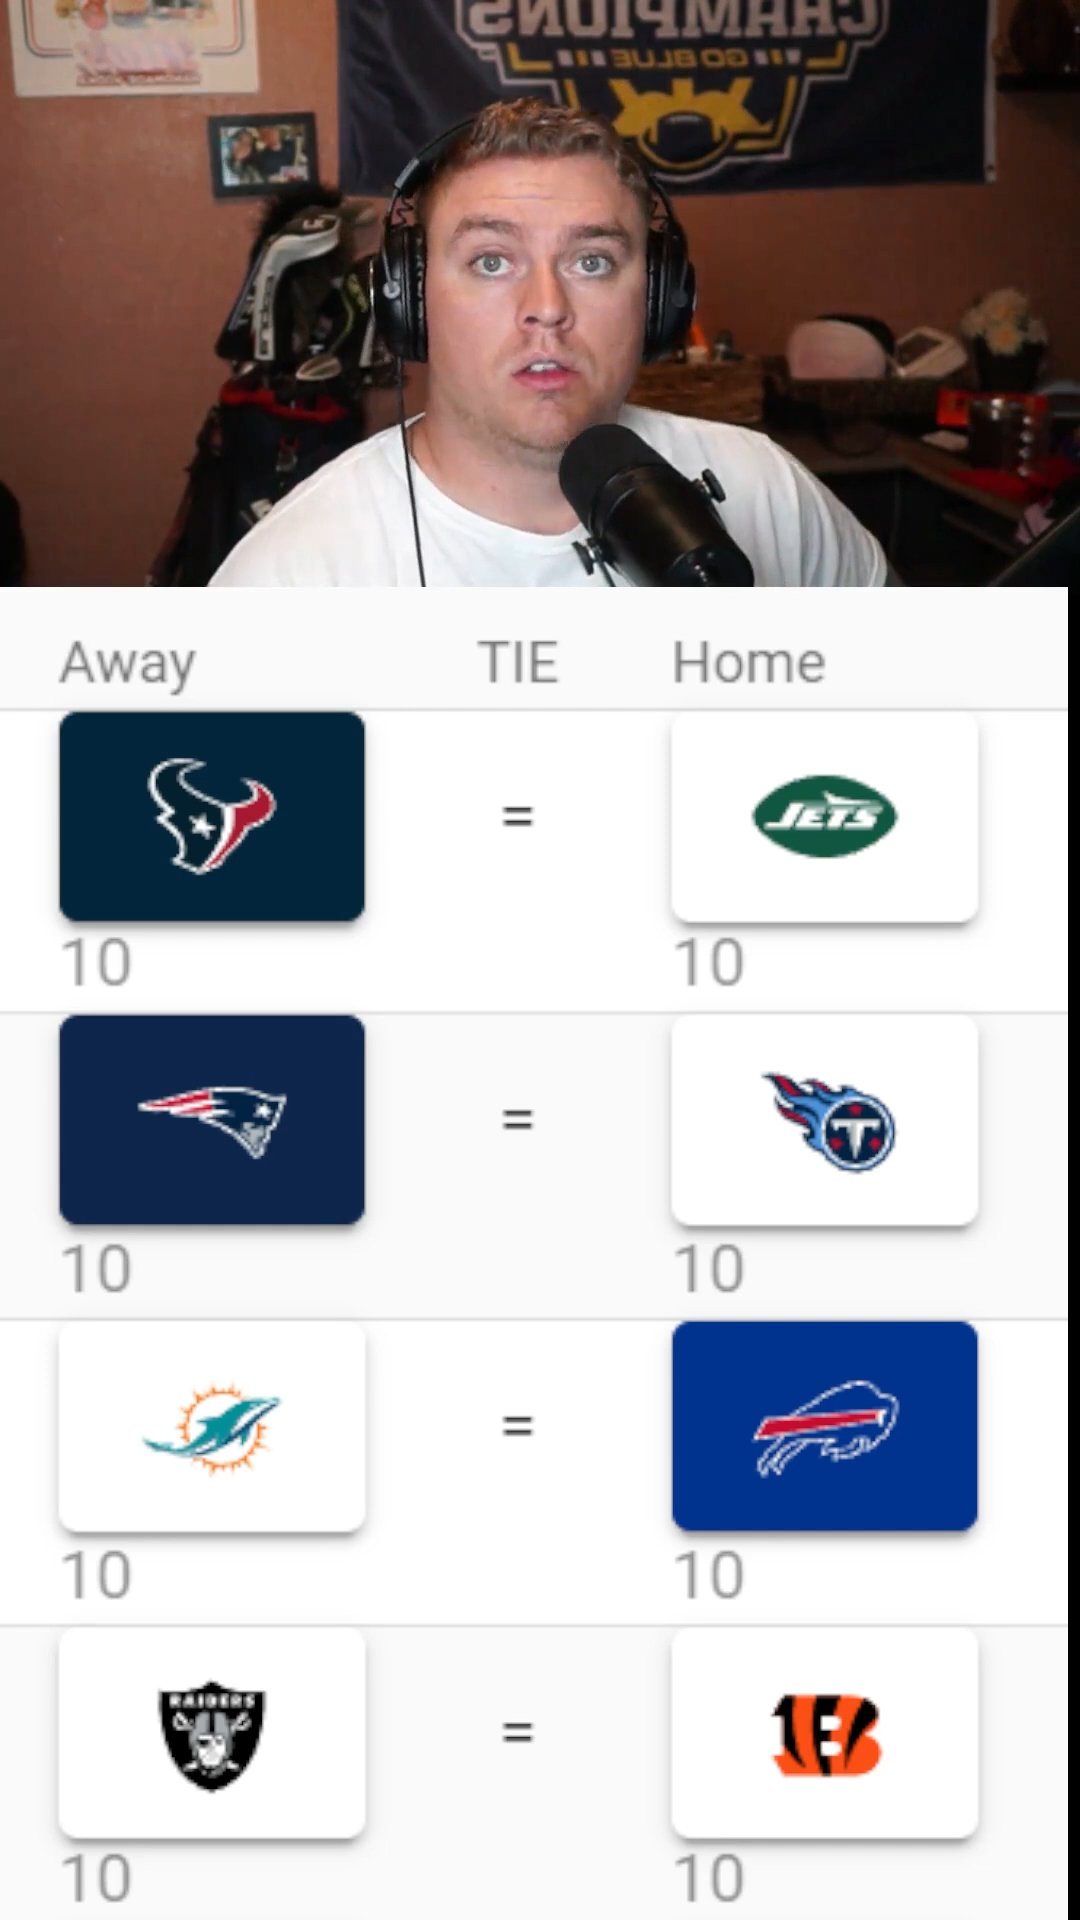 CHAMPIONS
GO BLUE
Away TIE Home
= JETS
10 10
= T
10 10
=
10 10
RAIDERS = B
10 10